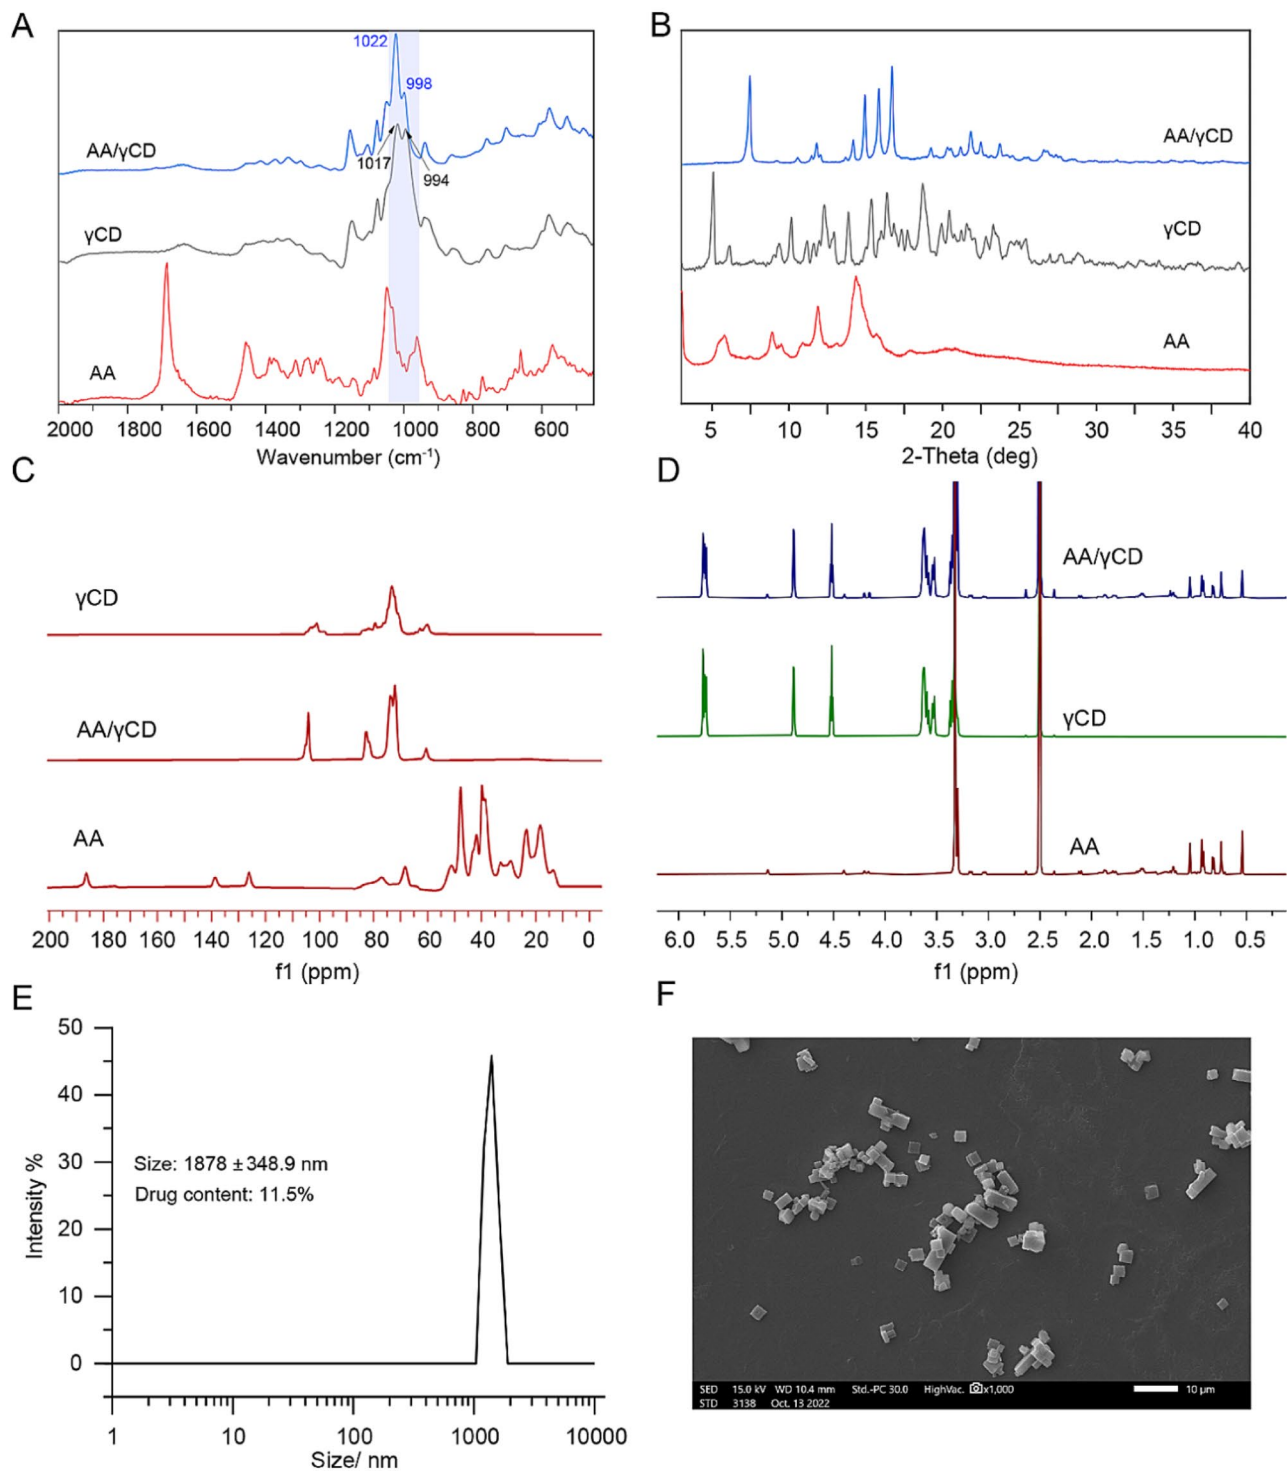 A
1022
998
AA/γCD
1017
994
γCD
AA
2000 1800 1600 1400 1200 1000 800 600
Wavenumber (cm⁻¹)
B
AA/γCD
γCD
AA
5 10 15 20 25 30 35 40
2-Theta (deg)
C
γCD
AA/γCD
AA
200 180 160 140 120 100 80 60 40 20 0
f1 (ppm)
D
AA/γCD
γCD
AA
6.0 5.5 5.0 4.5 4.0 3.5 3.0 2.5 2.0 1.5 1.0 0.5
f1 (ppm)
E
50
40
30
20
10
0
Intensity %
Size: 1878 ± 348.9 nm
Drug content: 11.5%
1 10 100 1000 10000
Size/ nm
F
SED 15.0 kV WD 10.4 mm Std.-PC 30.0 HighVac. x1,000 10 μm
STD 3138 Oct. 13 2022